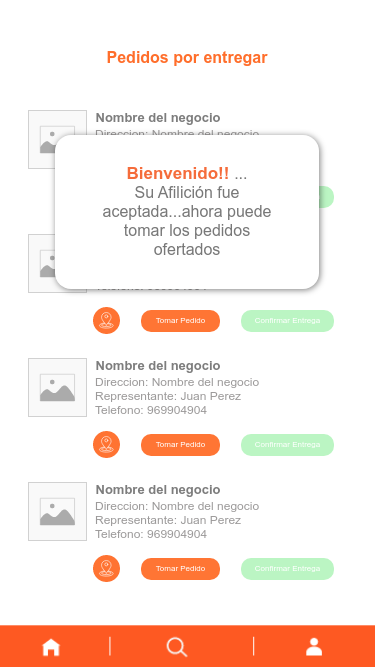 Pedidos por entregar
Nombre del negocio
Direccion: Nombre del negocio
Bienvenido!! ...
Su Afilición fue
aceptada...ahora puede
tomar los pedidos
ofertados
Tomar Pedido
Confirmar Entrega
Nombre del negocio
Direccion: Nombre del negocio
Representante: Juan Perez
Telefono: 969904904
Tomar Pedido
Confirmar Entrega
Nombre del negocio
Direccion: Nombre del negocio
Representante: Juan Perez
Telefono: 969904904
Tomar Pedido
Confirmar Entrega